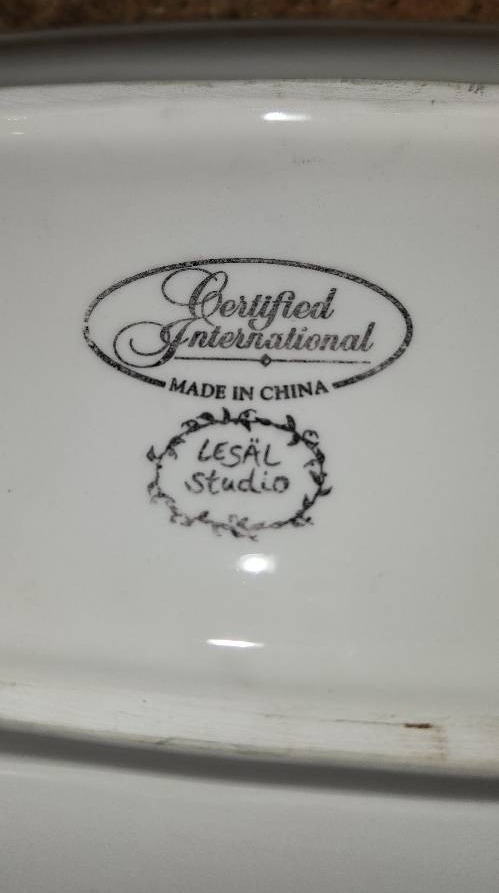 Certified
International
MADE IN CHINA
LESÄL
Studio